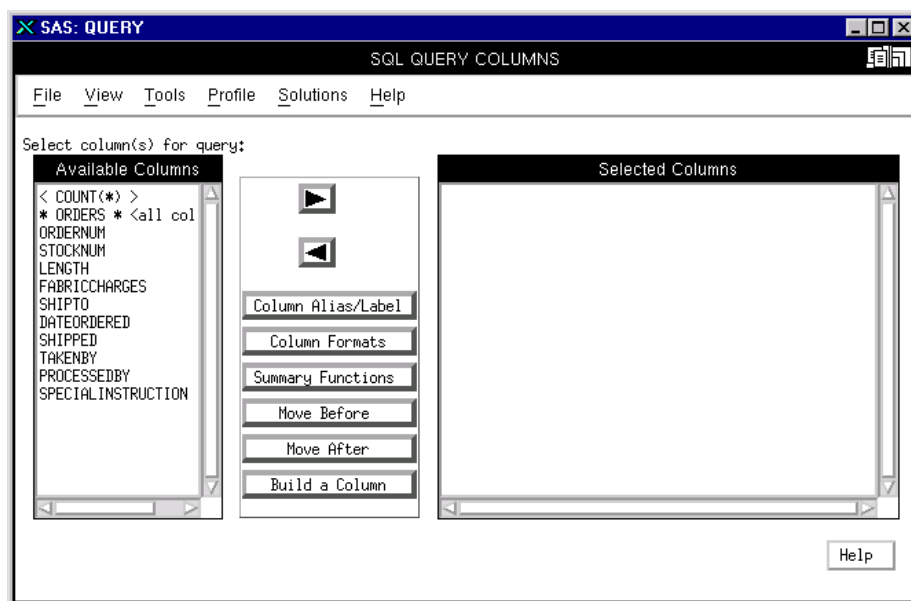 SAS: QUERY
SQL QUERY COLUMNS
File View Tools Profile Solutions Help
Select column(s) for query:
Available Columns
< COUNT(*) >
* ORDERS * <all col
ORDERNUM
STOCKNUM
LENGTH
FABRICCHARGES
SHIPTO
DATEORDERED
SHIPPED
TAKENBY
PROCESSEDBY
SPECIALINSTRUCTION
Column Alias/Label
Column Formats
Summary Functions
Move Before
Move After
Build a Column
Selected Columns
Help